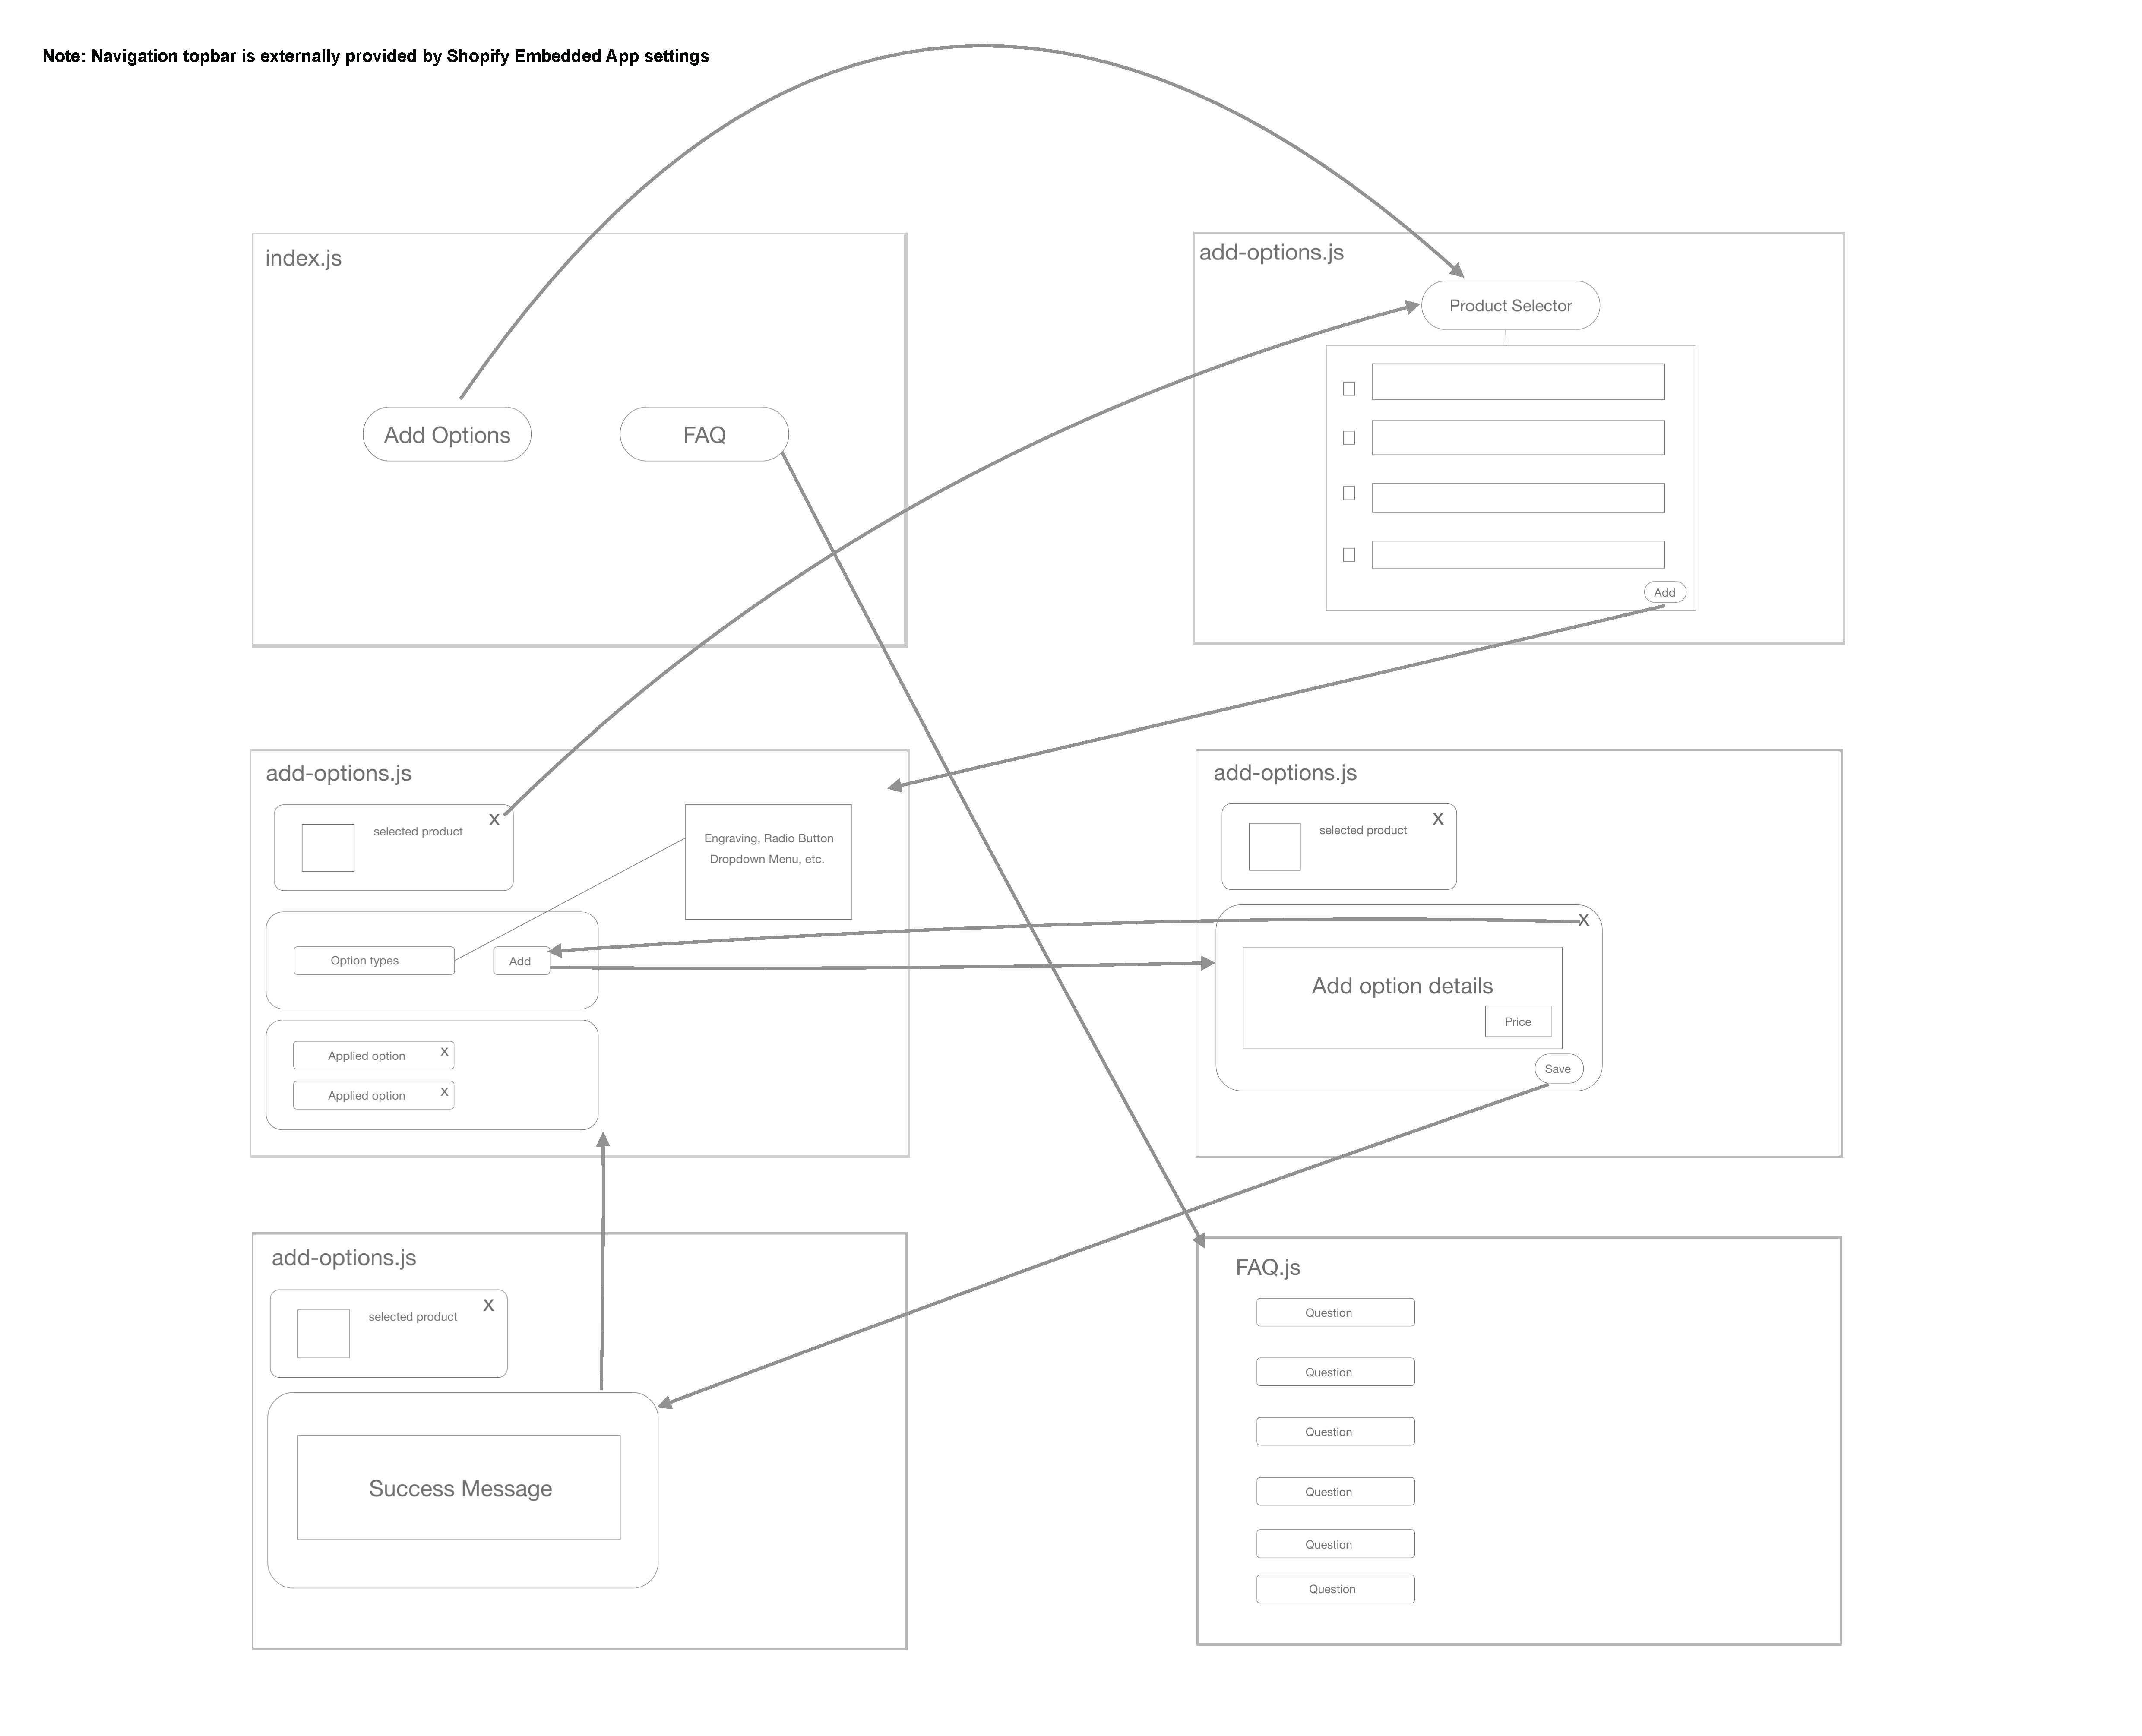 Note: Navigation topbar is externally provided by Shopify Embedded App settings
index.js
Add Options
FAQ
add-options.js
Product Selector
Add
add-options.js
selected product
X
Engraving, Radio Button
Dropdown Menu, etc.
Option types
Add
Applied option
X
Applied option
X
add-options.js
selected product
X
X
Add option details
Price
Save
add-options.js
selected product
X
Success Message
FAQ.js
Question
Question
Question
Question
Question
Question